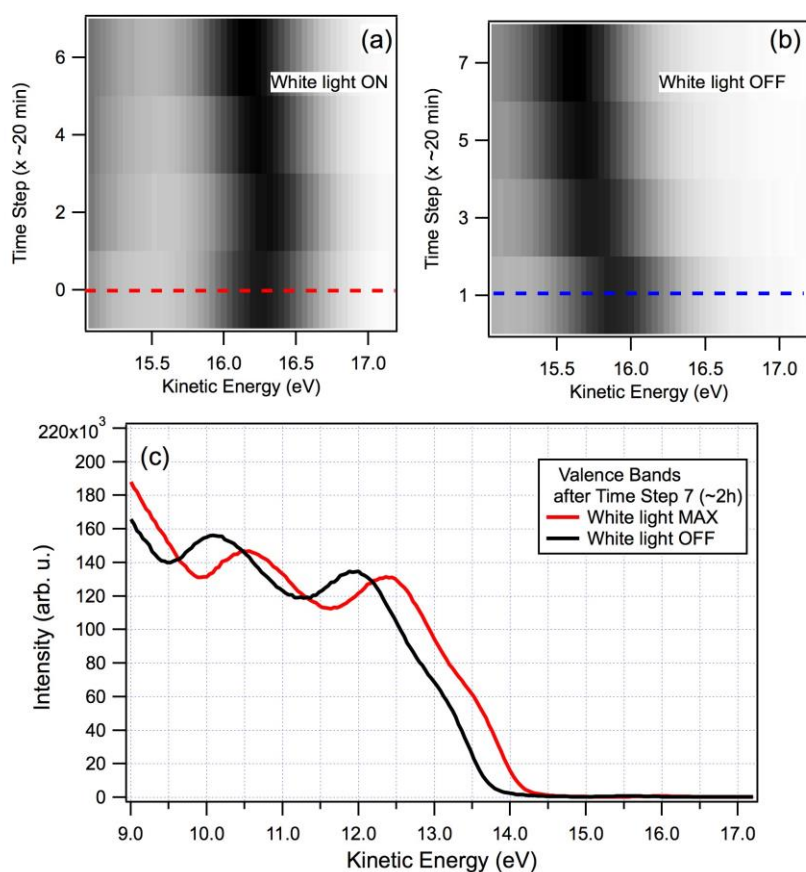 (a)
White light ON
Time Step (x ~20 min)
6
4
2
0
15.5 16.0 16.5 17.0
Kinetic Energy (eV)
(b)
White light OFF
Time Step (x ~20 min)
7
5
3
1
15.5 16.0 16.5 17.0
Kinetic Energy (eV)
(c)
Intensity (arb. u.)
220x10³
200
180
160
140
120
100
80
60
40
20
0
Valence Bands
after Time Step 7 (~2h)
White light MAX
White light OFF
9.0 10.0 11.0 12.0 13.0 14.0 15.0 16.0 17.0
Kinetic Energy (eV)